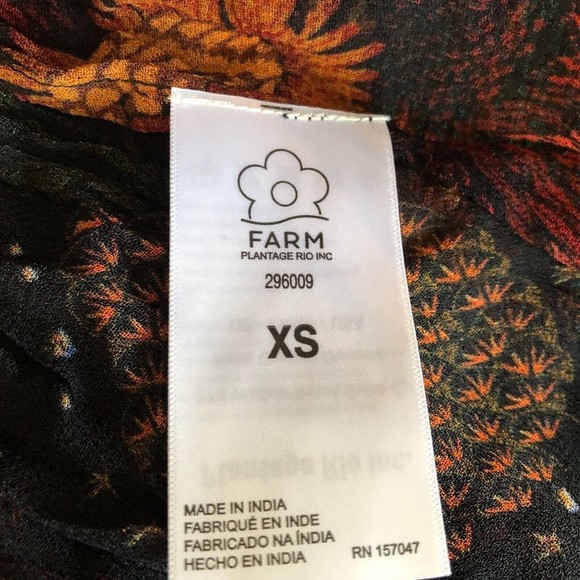 FARM
PLANTAGE RIO INC
296009
XS
MADE IN INDIA
FABRIQUÉ EN INDE
FABRICADO NA ÍNDIA
HECHO EN INDIA
RN 157047